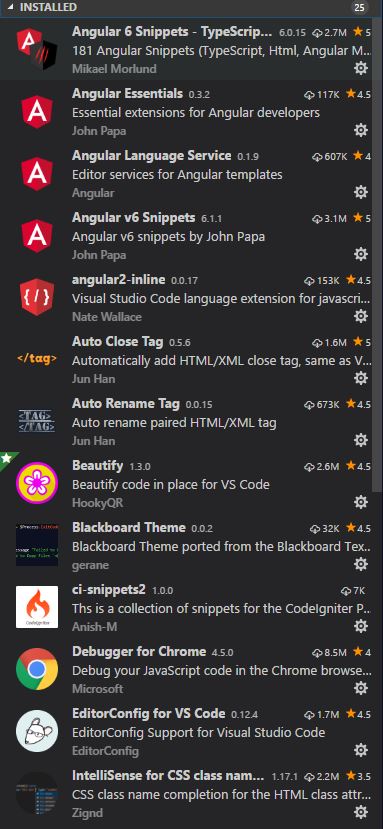 INSTALLED 25
Angular 6 Snippets - TypeScrip... 6.0.15 2.7M 5
181 Angular Snippets (TypeScript, Html, Angular M...
Mikael Morlund
Angular Essentials 0.3.2 117K 4.5
Essential extensions for Angular developers
John Papa
Angular Language Service 0.1.9 607K 4
Editor services for Angular templates
Angular
Angular v6 Snippets 6.1.1 3.1M 5
Angular v6 snippets by John Papa
John Papa
angular2-inline 0.0.17 153K 4.5
Visual Studio Code language extension for javascri...
Nate Wallace
</tag> Auto Close Tag 0.5.6 1.6M 5
Automatically add HTML/XML close tag, same as V...
Jun Han
<TAG> Auto Rename Tag 0.0.15 673K 4.5
</TAG> Auto rename paired HTML/XML tag
Jun Han
Beautify 1.3.0 2.6M 4.5
Beautify code in place for VS Code
HookyQR
Blackboard Theme 0.0.2 32K 4.5
Blackboard Theme ported from the Blackboard Tex...
gerane
ci-snippets2 1.0.0 7K
Ths is a collection of snippets for the CodeIgniter P...
Anish-M
Debugger for Chrome 4.5.0 8.5M 4
Debug your JavaScript code in the Chrome browse...
Microsoft
EditorConfig for VS Code 0.12.4 1.7M 4.5
EditorConfig Support for Visual Studio Code
EditorConfig
IntelliSense for CSS class nam... 1.17.1 2.2M 3.5
CSS class name completion for the HTML class attr...
Zignd